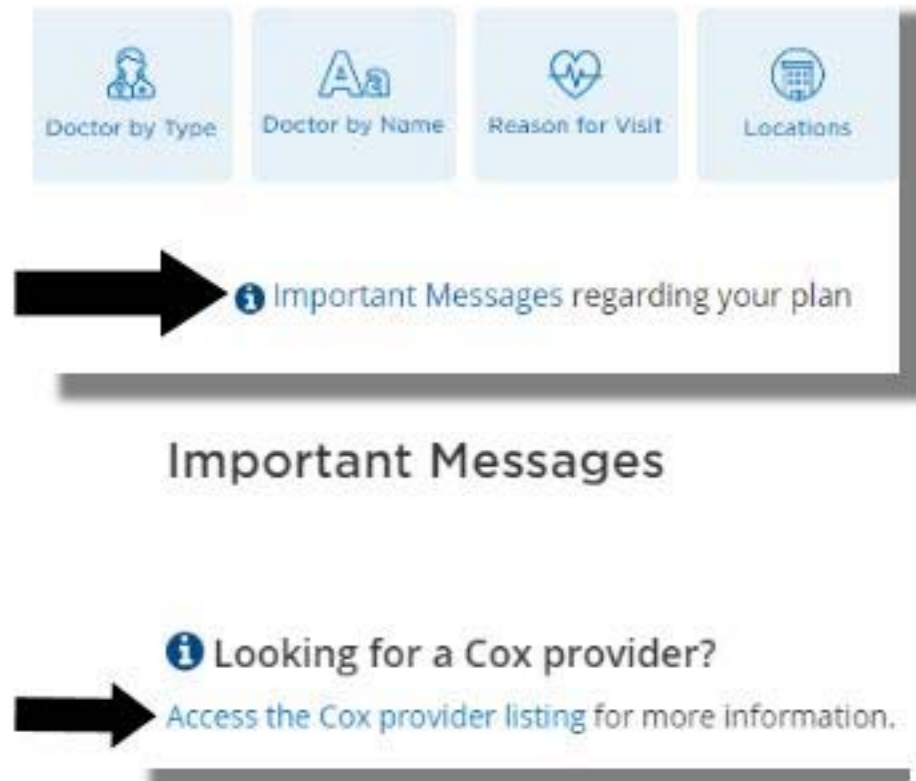 Doctor by Type
Aa
Doctor by Name
Reason for Visit
Locations
Important Messages regarding your plan
Important Messages
Looking for a Cox provider?
Access the Cox provider listing for more information.